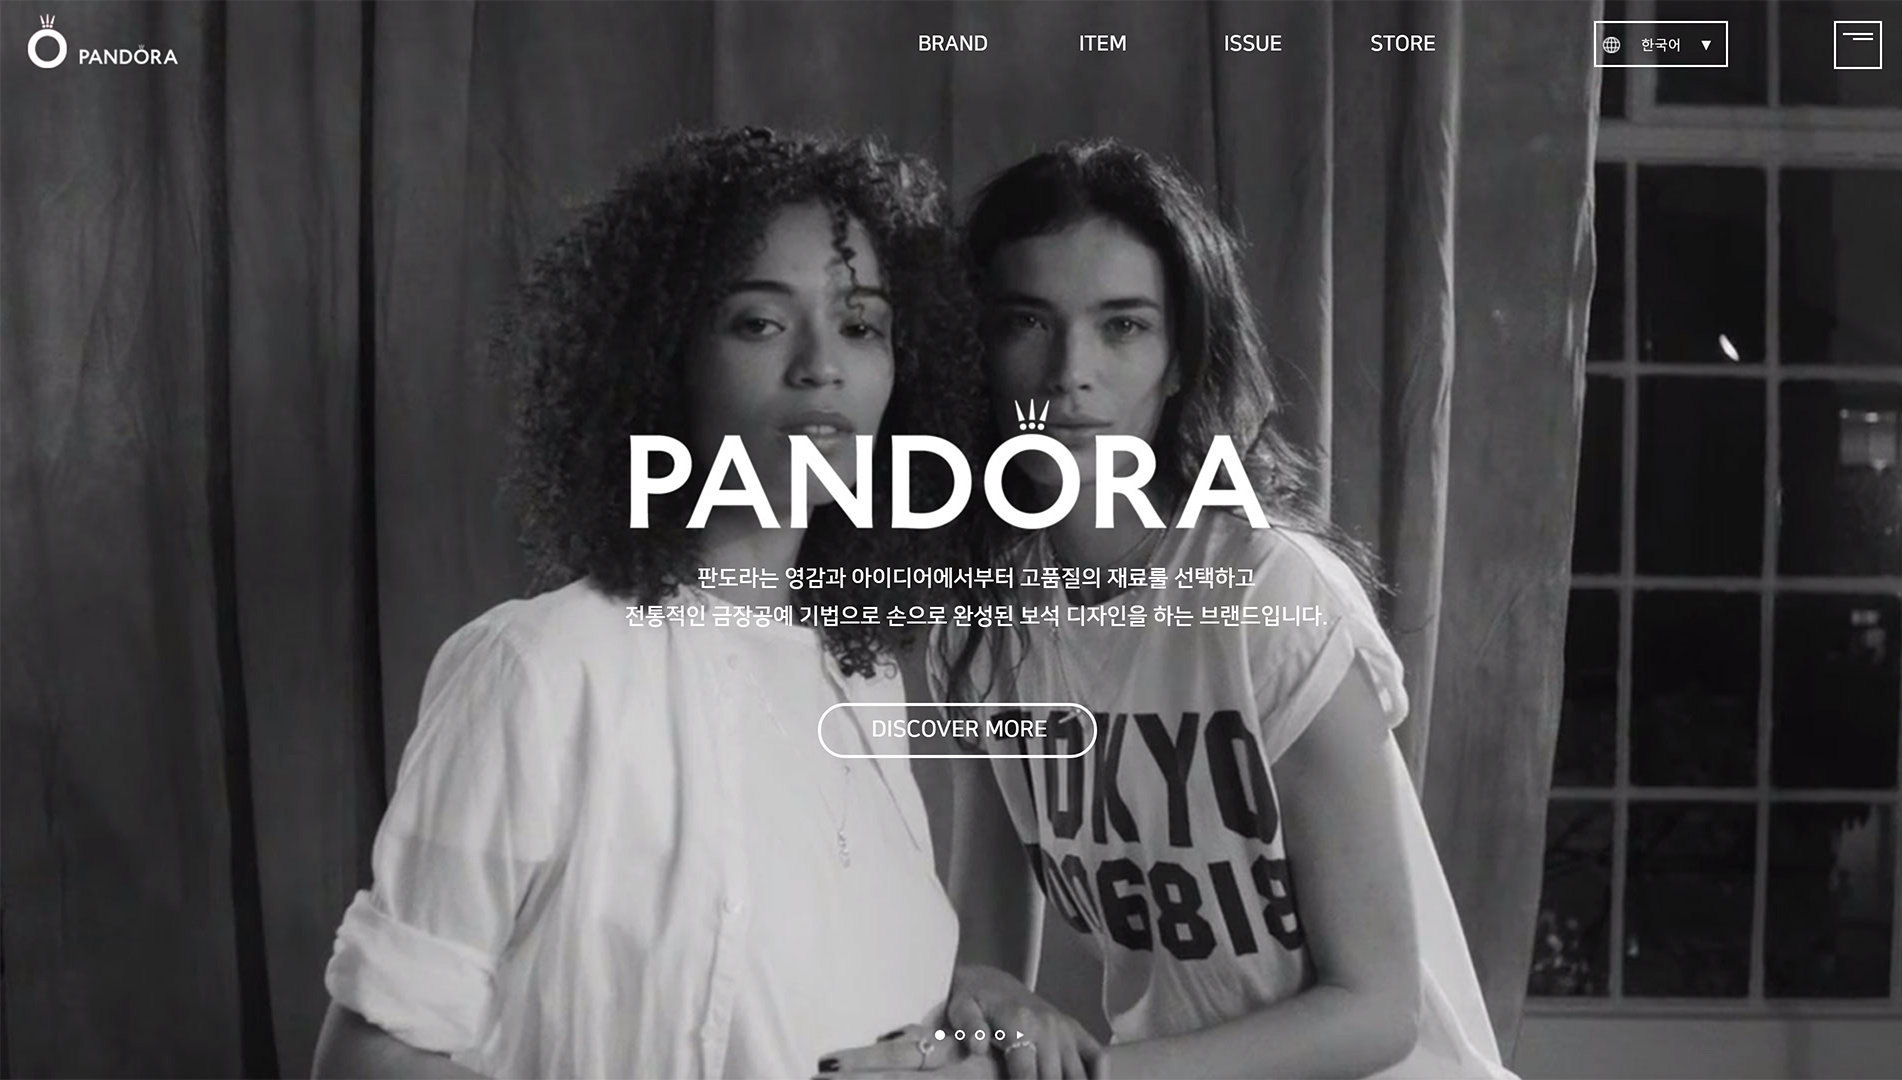 PANDORA
BRAND
ITEM
ISSUE
STORE
한국어 ▼
PANDORA
판도라는 영감과 아이디어에서부터 고품질의 재료룰 선택하고
전통적인 금장공예 기법으로 손으로 완성된 보석 디자인을 하는 브랜드입니다.
DISCOVER MORE
TOKYO
6818